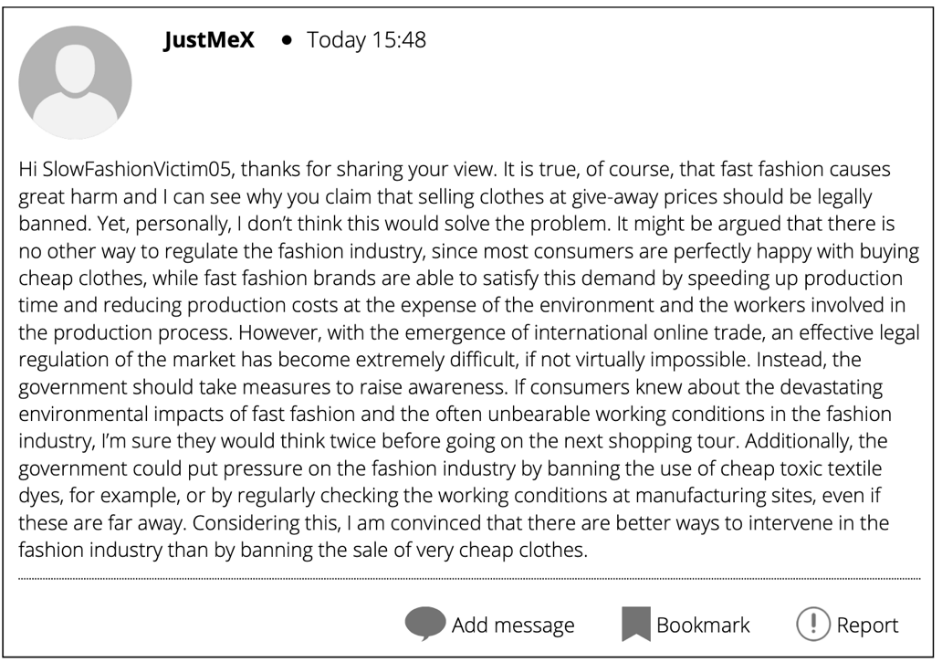 JustMeX • Today 15:48
Hi SlowFashionVictim05, thanks for sharing your view. It is true, of course, that fast fashion causes
great harm and I can see why you claim that selling clothes at give-away prices should be legally
banned. Yet, personally, I don’t think this would solve the problem. It might be argued that there is
no other way to regulate the fashion industry, since most consumers are perfectly happy with buying
cheap clothes, while fast fashion brands are able to satisfy this demand by speeding up production
time and reducing production costs at the expense of the environment and the workers involved in
the production process. However, with the emergence of international online trade, an effective legal
regulation of the market has become extremely difficult, if not virtually impossible. Instead, the
government should take measures to raise awareness. If consumers knew about the devastating
environmental impacts of fast fashion and the often unbearable working conditions in the fashion
industry, I’m sure they would think twice before going on the next shopping tour. Additionally, the
government could put pressure on the fashion industry by banning the use of cheap toxic textile
dyes, for example, or by regularly checking the working conditions at manufacturing sites, even if
these are far away. Considering this, I am convinced that there are better ways to intervene in the
fashion industry than by banning the sale of very cheap clothes.
Add message Bookmark Report